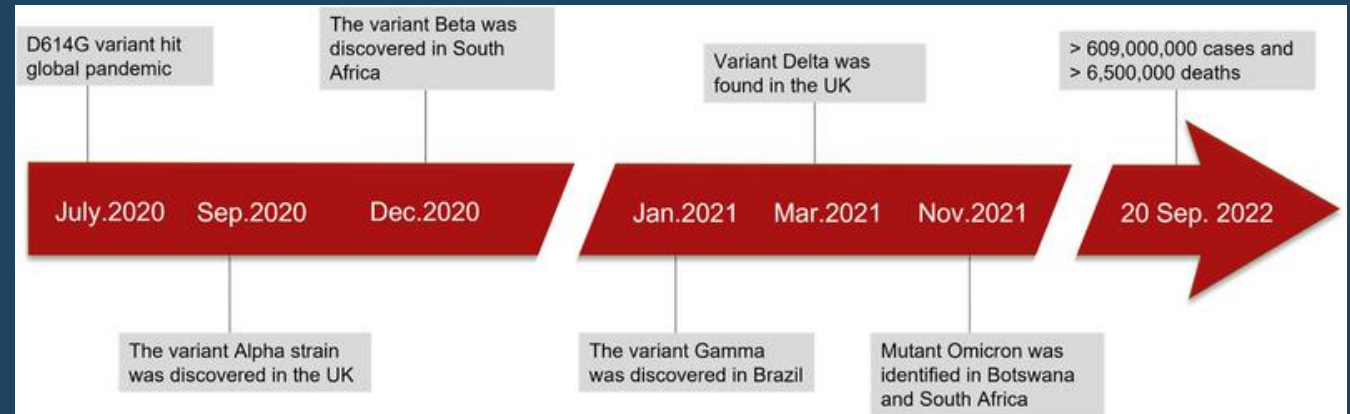 D614G variant hit
global pandemic
The variant Beta was
discovered in South
Africa
Variant Delta was
found in the UK
> 609,000,000 cases and
> 6,500,000 deaths
July.2020
Sep.2020
Dec.2020
Jan.2021
Mar.2021
Nov.2021
20 Sep. 2022
The variant Alpha strain
was discovered in the UK
The variant Gamma
was discovered in Brazil
Mutant Omicron was
identified in Botswana
and South Africa